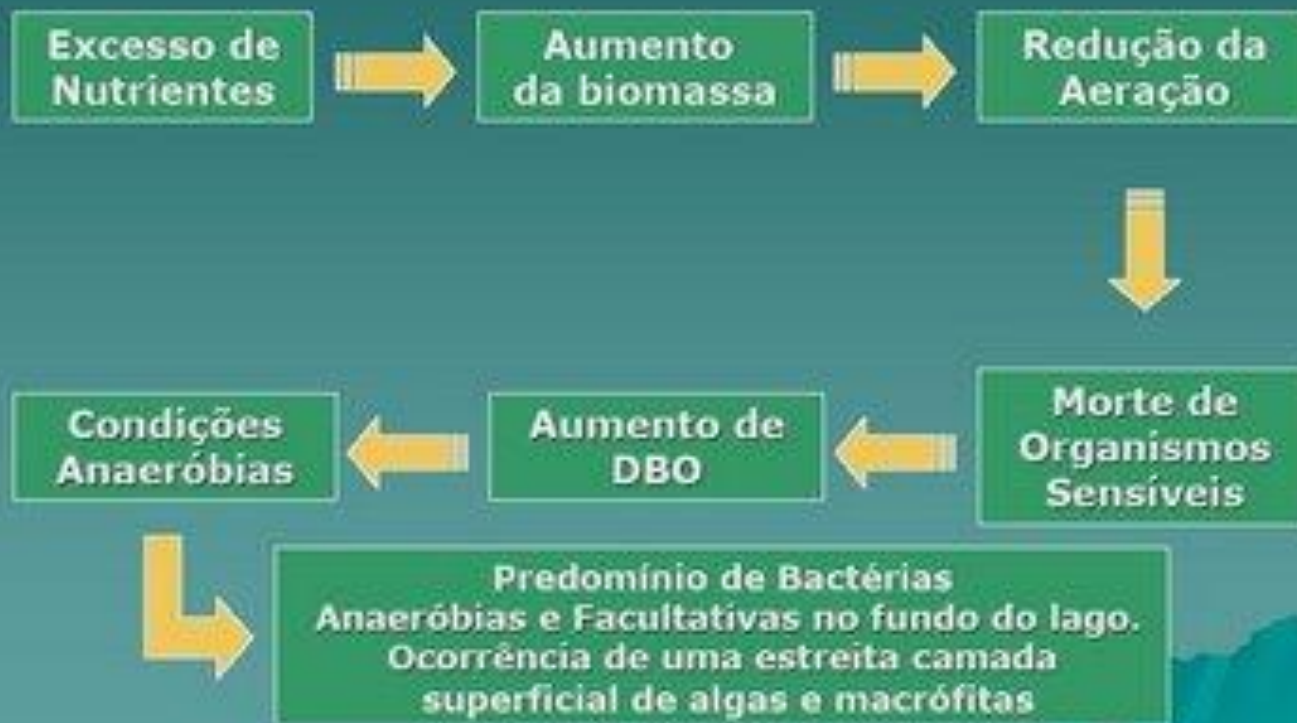 Excesso de
Nutrientes
Aumento
da biomassa
Redução da
Aeração
Morte de
Organismos
Sensíveis
Aumento de
DBO
Condições
Anaeróbias
Predomínio de Bactérias
Anaeróbias e Facultativas no fundo do lago.
Ocorrência de uma estreita camada
superficial de algas e macrófitas